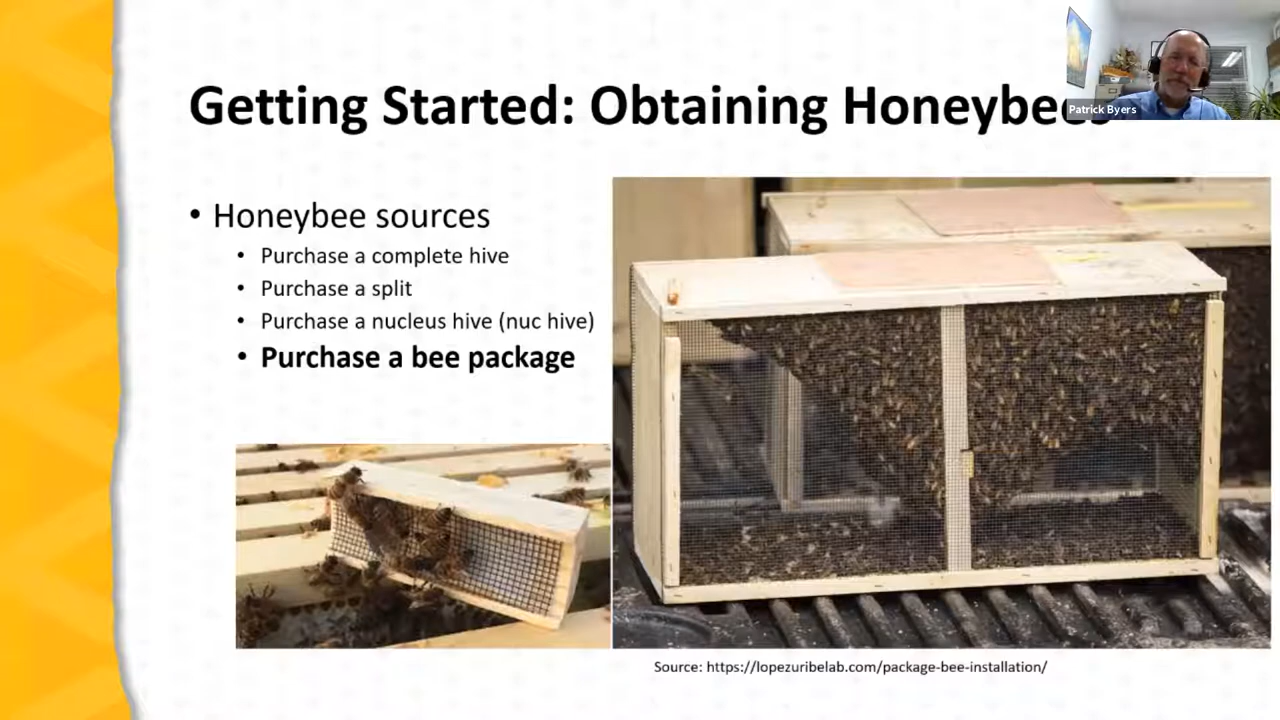 Getting Started: Obtaining Honeybees
Patrick Byers
• Honeybee sources
• Purchase a complete hive
• Purchase a split
• Purchase a nucleus hive (nuc hive)
• Purchase a bee package
Source: https://lopezuribelab.com/package-bee-installation/